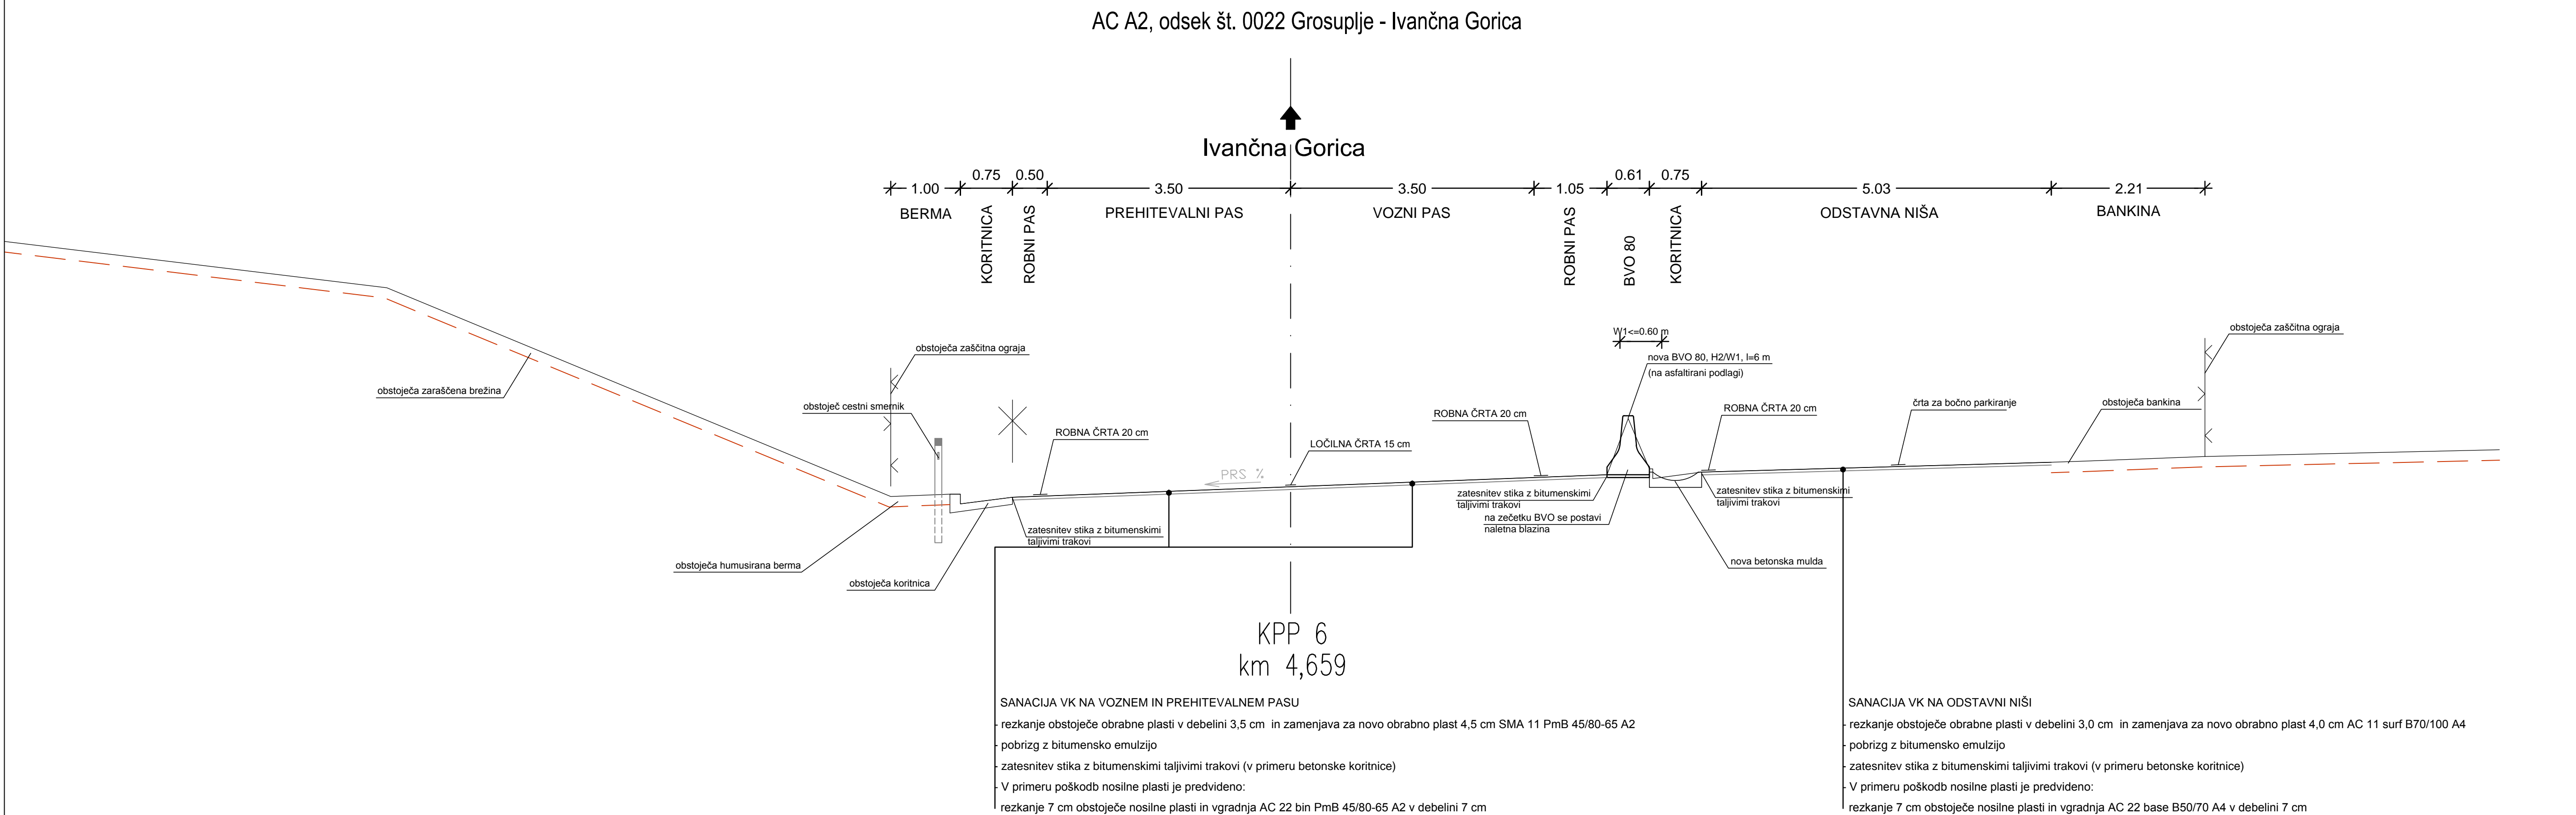 AC A2, odsek št. 0022 Grosuplje - Ivančna Gorica
Ivančna Gorica
1.00
0.75
0.50
3.50
3.50
1.05
0.61
0.75
5.03
2.21
BERMA
KORITNICA
ROBNI PAS
PREHITEVALNI PAS
VOZNI PAS
ROBNI PAS
BVO 80
KORITNICA
ODSTAVNA NIŠA
BANKINA
W1<=0.60 m
nova BVO 80, H2/W1, l=6 m
(na asfaltirani podlagi)
obstoječa zaščitna ograja
obstoječa zaščitna ograja
obstoječa zaraščena brežina
obstoječ cestni smernik
ROBNA ČRTA 20 cm
LOČILNA ČRTA 15 cm
ROBNA ČRTA 20 cm
ROBNA ČRTA 20 cm
črta za bočno parkiranje
obstoječa bankina
PRS %
zatesnitev stika z bitumenskimi
taljivimi trakovi
zatesnitev stika z bitumenskimi
taljivimi trakovi
na zečetku BVO se postavi
naletna blazina
zatesnitev stika z bitumenskimi
taljivimi trakovi
obstoječa humusirana berma
obstoječa koritnica
nova betonska mulda
KPP 6
km 4,659
SANACIJA VK NA VOZNEM IN PREHITEVALNEM PASU
- rezkanje obstoječe obrabne plasti v debelini 3,5 cm in zamenjava za novo obrabno plast 4,5 cm SMA 11 PmB 45/80-65 A2
- pobrizg z bitumensko emulzijo
- zatesnitev stika z bitumenskimi taljivimi trakovi (v primeru betonske koritnice)
- V primeru poškodb nosilne plasti je predvideno:
rezkanje 7 cm obstoječe nosilne plasti in vgradnja AC 22 bin PmB 45/80-65 A2 v debelini 7 cm
SANACIJA VK NA ODSTAVNI NIŠI
- rezkanje obstoječe obrabne plasti v debelini 3,0 cm in zamenjava za novo obrabno plast 4,0 cm AC 11 surf B70/100 A4
- pobrizg z bitumensko emulzijo
- zatesnitev stika z bitumenskimi taljivimi trakovi (v primeru betonske koritnice)
- V primeru poškodb nosilne plasti je predvideno:
rezkanje 7 cm obstoječe nosilne plasti in vgradnja AC 22 base B50/70 A4 v debelini 7 cm